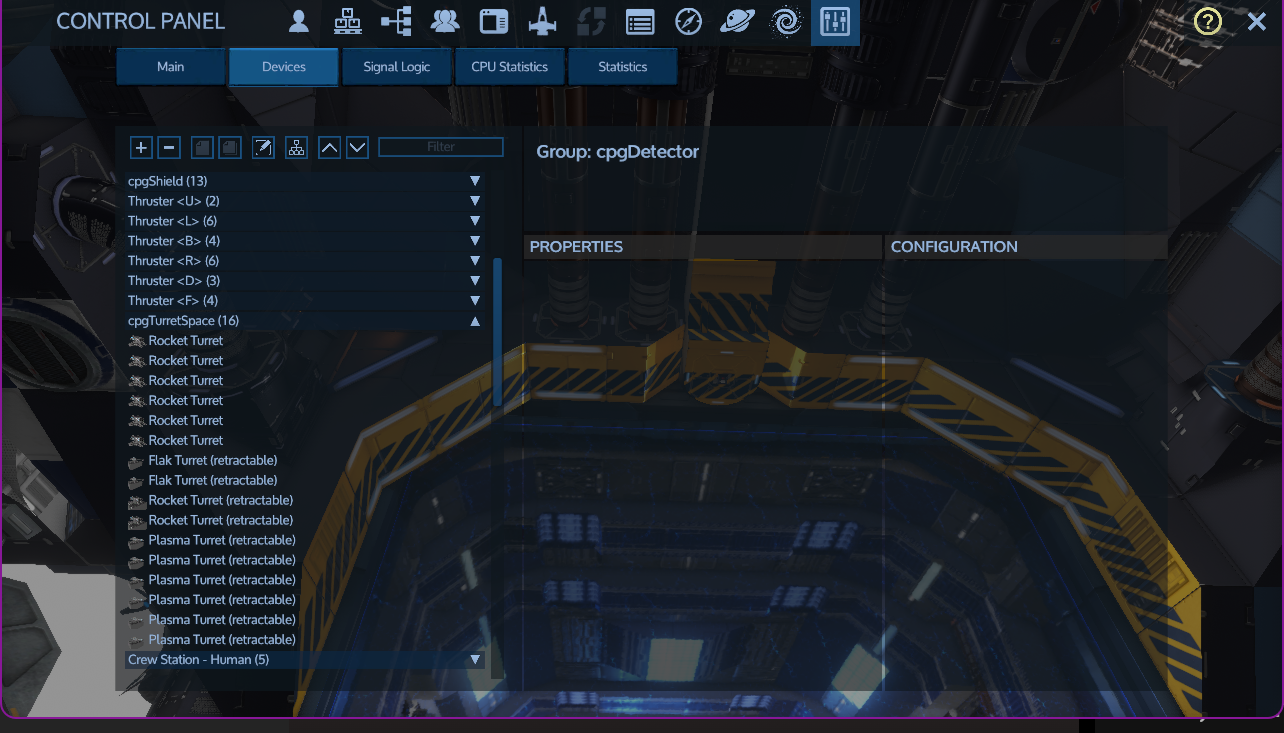 CONTROL PANEL
?
Main
Devices
Signal Logic
CPU Statistics
Statistics
Filter
cpgShield (13)
Thruster <U> (2)
Thruster <L> (6)
Thruster <B> (4)
Thruster <R> (6)
Thruster <D> (3)
Thruster <F> (4)
cpgTurretSpace (16)
Rocket Turret
Rocket Turret
Rocket Turret
Rocket Turret
Rocket Turret
Rocket Turret
Flak Turret (retractable)
Flak Turret (retractable)
Rocket Turret (retractable)
Rocket Turret (retractable)
Plasma Turret (retractable)
Plasma Turret (retractable)
Plasma Turret (retractable)
Plasma Turret (retractable)
Plasma Turret (retractable)
Plasma Turret (retractable)
Crew Station - Human (5)
Group: cpgDetector
PROPERTIES
CONFIGURATION